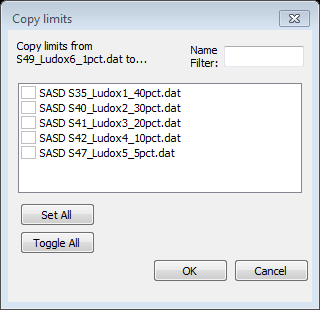 Copy limits
Copy limits from
S49_Ludox6_1pct.dat to...
Name
Filter:
SASD S35_Ludox1_40pct.dat
SASD S40_Ludox2_30pct.dat
SASD S41_Ludox3_20pct.dat
SASD S42_Ludox4_10pct.dat
SASD S47_Ludox5_5pct.dat
Set All
Toggle All
OK
Cancel